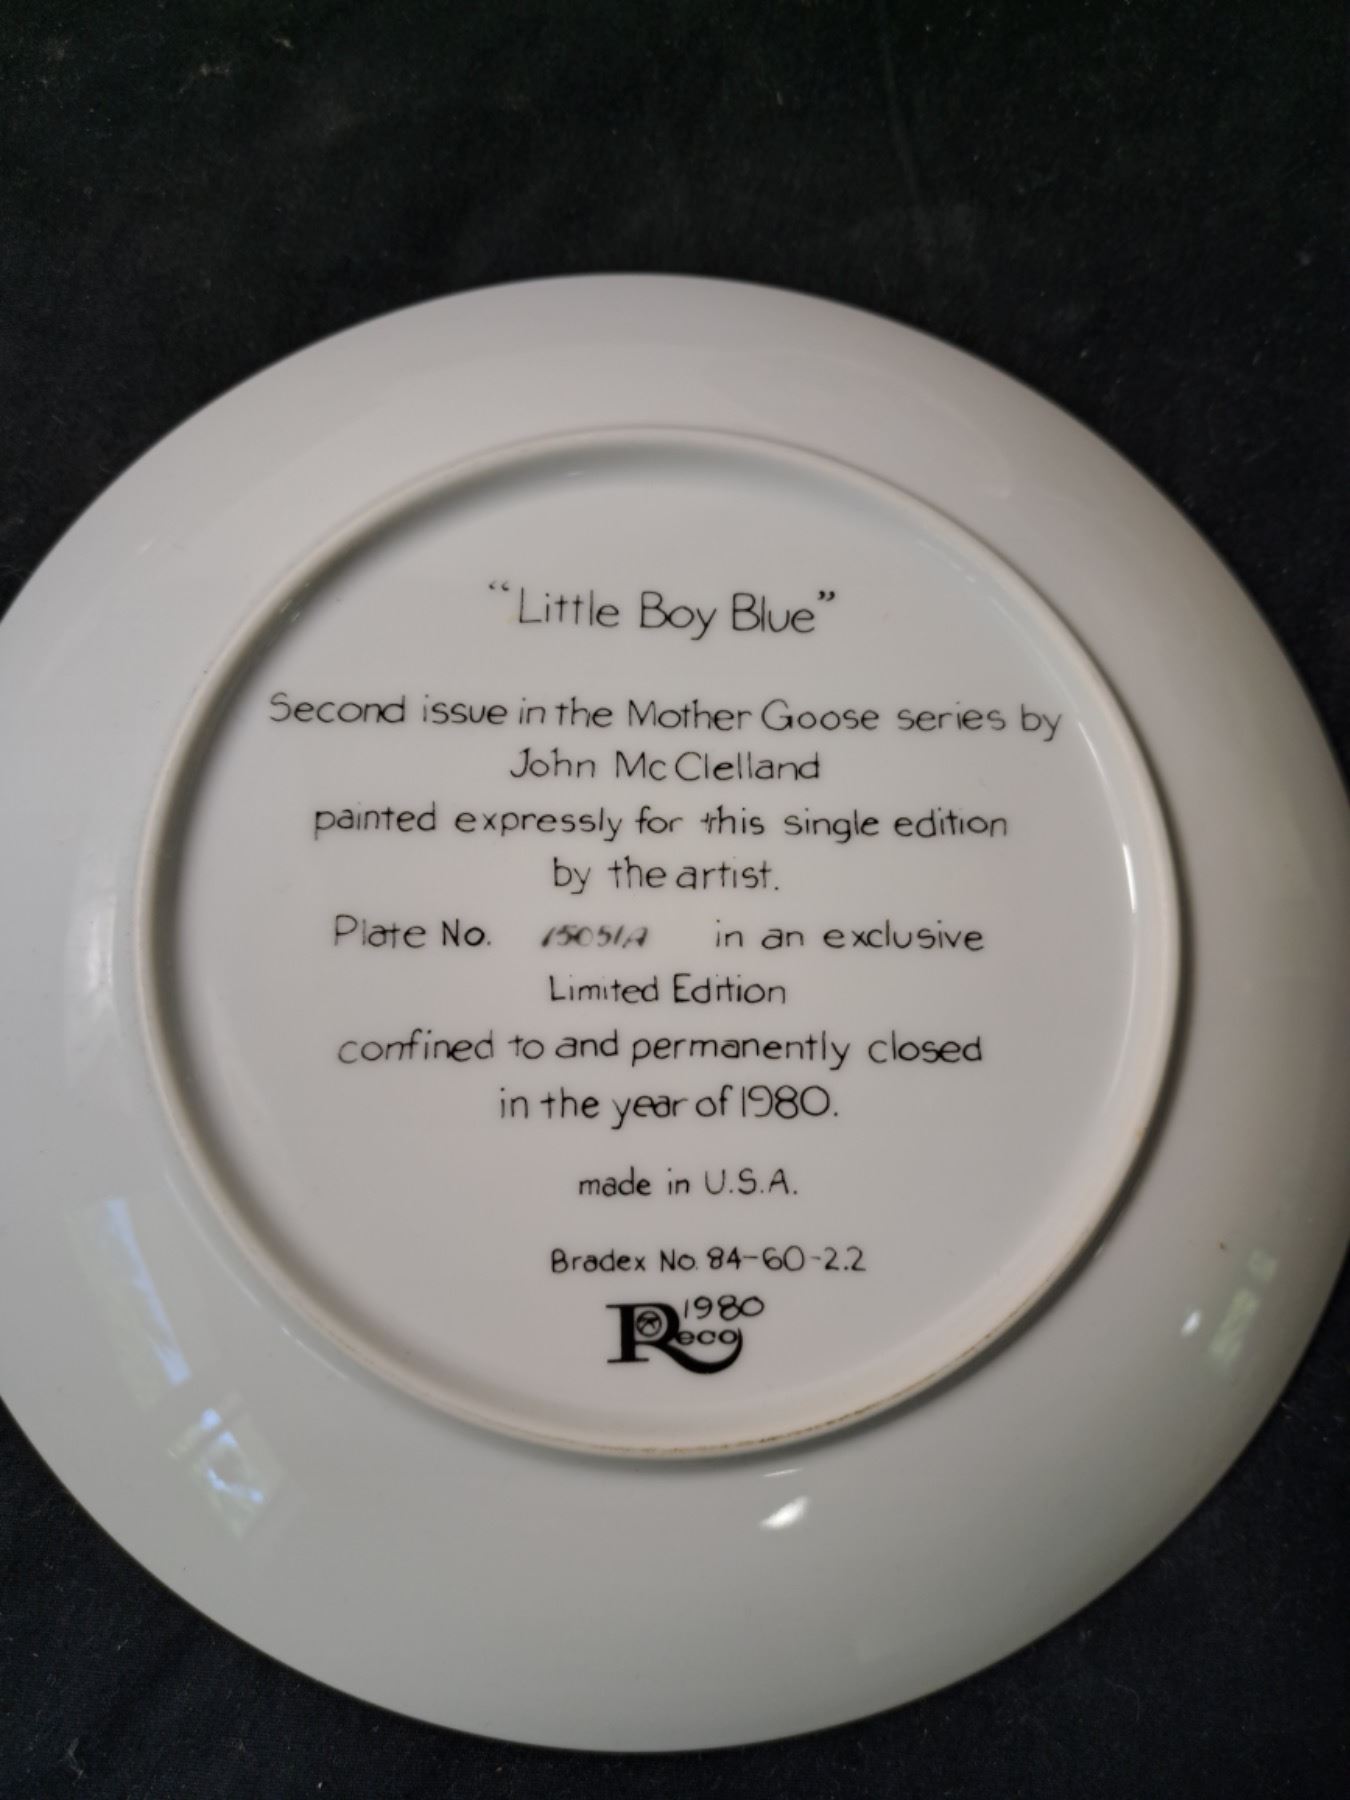 “Little Boy Blue”
Second issue in the Mother Goose series by
John McClelland
painted expressly for this single edition
by the artist.
Plate No. 15051A in an exclusive
Limited Edition
confined to and permanently closed
in the year of 1980.
made in U.S.A.
Bradex No. 84-60-2.2
1980
Reco